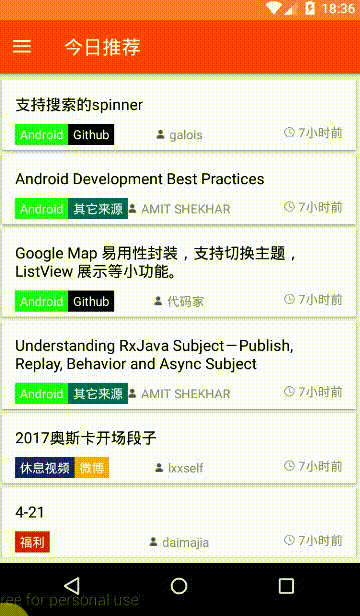 18:36
今日推荐
支持搜索的spinner
Android Github galois 7小时前
Android Development Best Practices
Android 其它来源 AMIT SHEKHAR 7小时前
Google Map 易用性封装，支持切换主题，
ListView 展示等小功能。
Android Github 代码家 7小时前
Understanding RxJava Subject—Publish,
Replay, Behavior and Async Subject
Android 其它来源 AMIT SHEKHAR 7小时前
2017奥斯卡开场段子
休息视频 微博 lxxself 7小时前
4-21
福利 daimajia 7小时前
ree for personal use